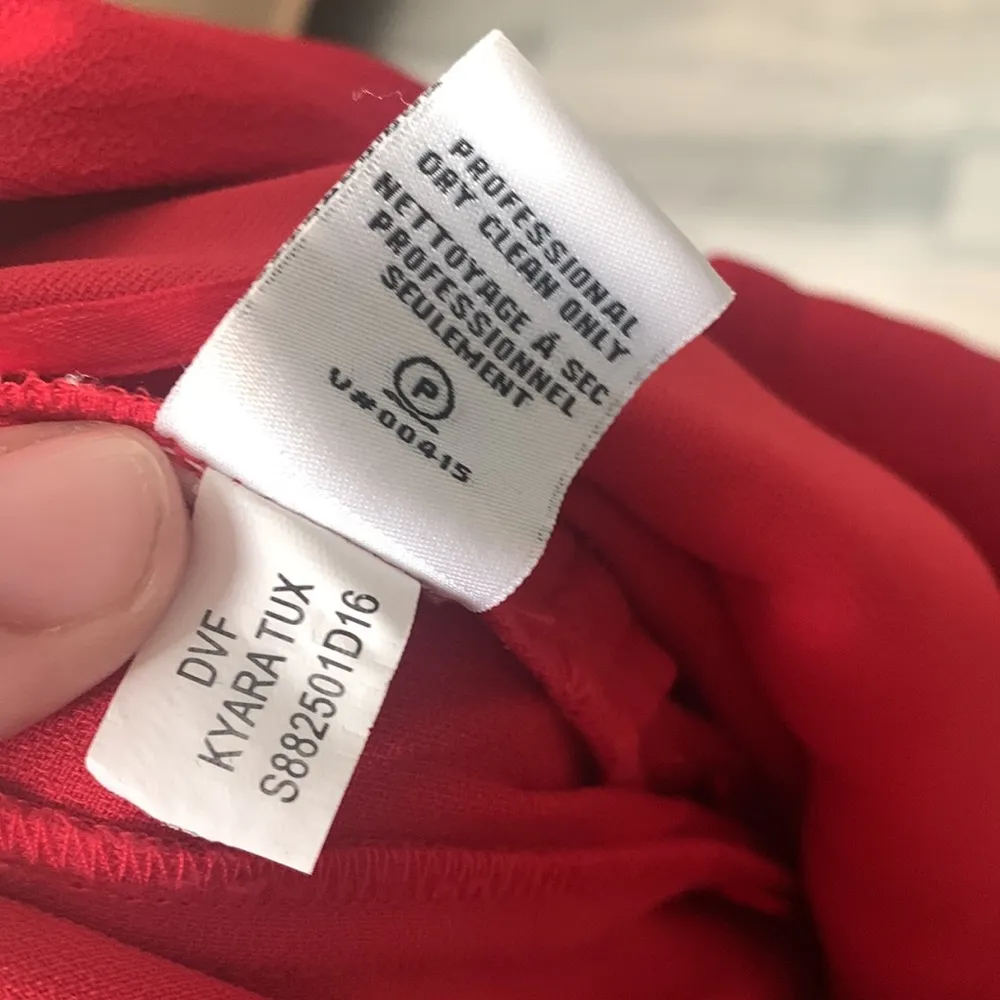 PROFESSIONAL
DRY CLEAN ONLY
NETTOYAGE Á SEC
PROFESSIONNEL
SEULEMENT
P
V#00415
DVF
KYARA TUX
S882501D16